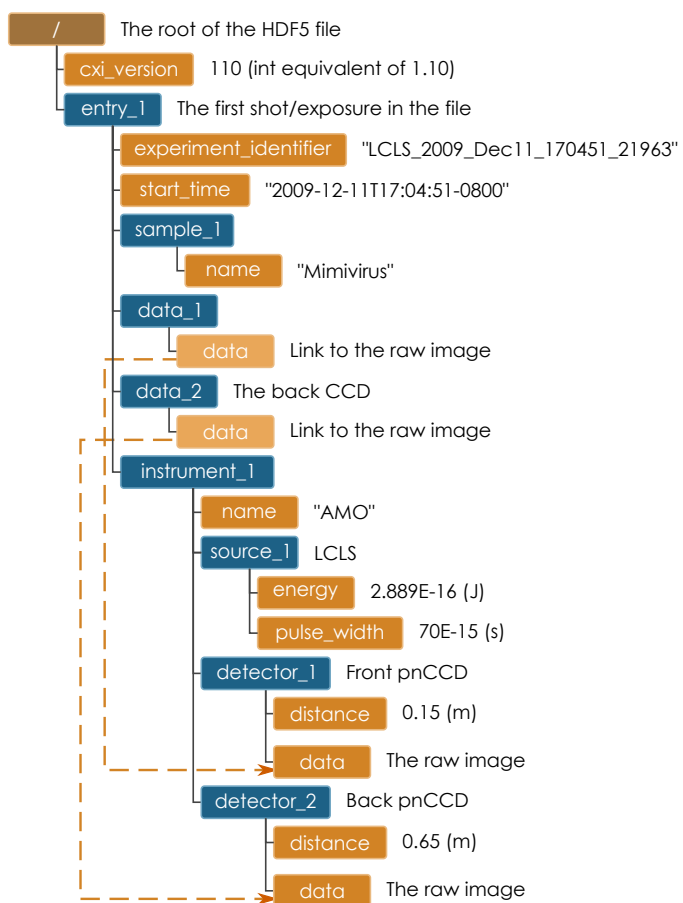 / The root of the HDF5 file
cxi_version 110 (int equivalent of 1.10)
entry_1 The first shot/exposure in the file
experiment_identifier "LCLS_2009_Dec11_170451_21963"
start_time "2009-12-11T17:04:51-0800"
sample_1
name "Mimivirus"
data_1
data Link to the raw image
data_2 The back CCD
data Link to the raw image
instrument_1
name "AMO"
source_1 LCLS
energy 2.889E-16 (J)
pulse_width 70E-15 (s)
detector_1 Front pnCCD
distance 0.15 (m)
data The raw image
detector_2 Back pnCCD
distance 0.65 (m)
data The raw image